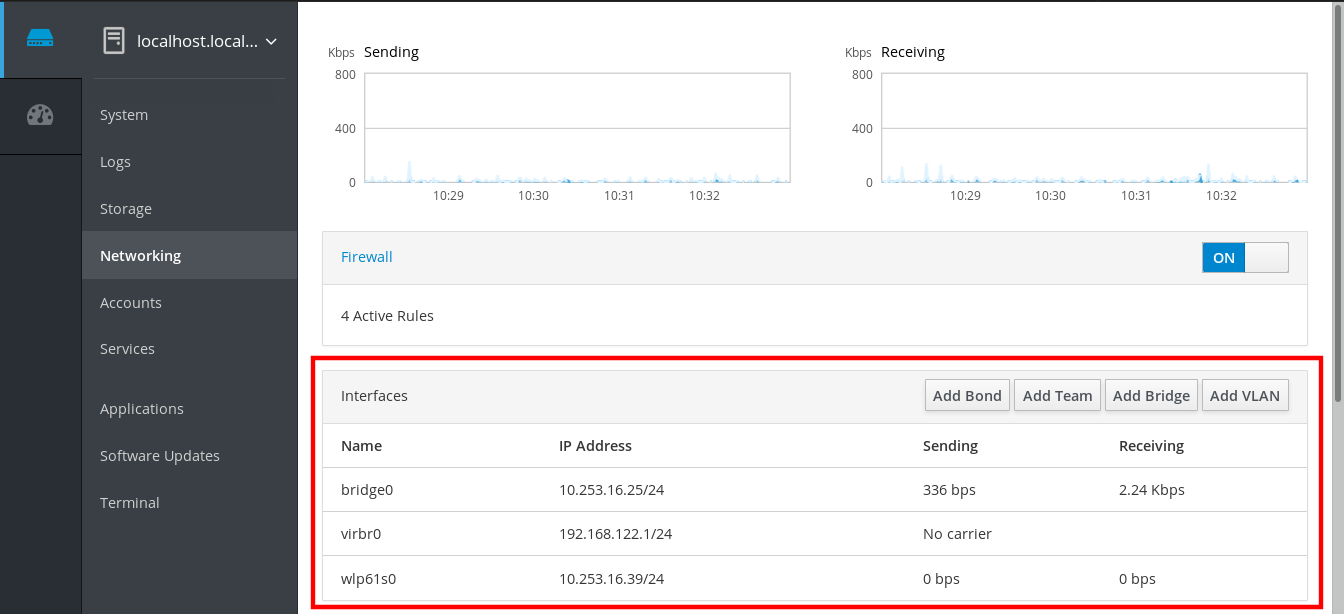 localhost.local...
System
Logs
Storage
Networking
Accounts
Services
Applications
Software Updates
Terminal
Kbps Sending
800
400
0
10:29 10:30 10:31 10:32
Kbps Receiving
800
400
0
10:29 10:30 10:31 10:32
Firewall ON
4 Active Rules
Interfaces Add Bond Add Team Add Bridge Add VLAN
Name IP Address Sending Receiving
bridge0 10.253.16.25/24 336 bps 2.24 Kbps
virbr0 192.168.122.1/24 No carrier
wlp61s0 10.253.16.39/24 0 bps 0 bps